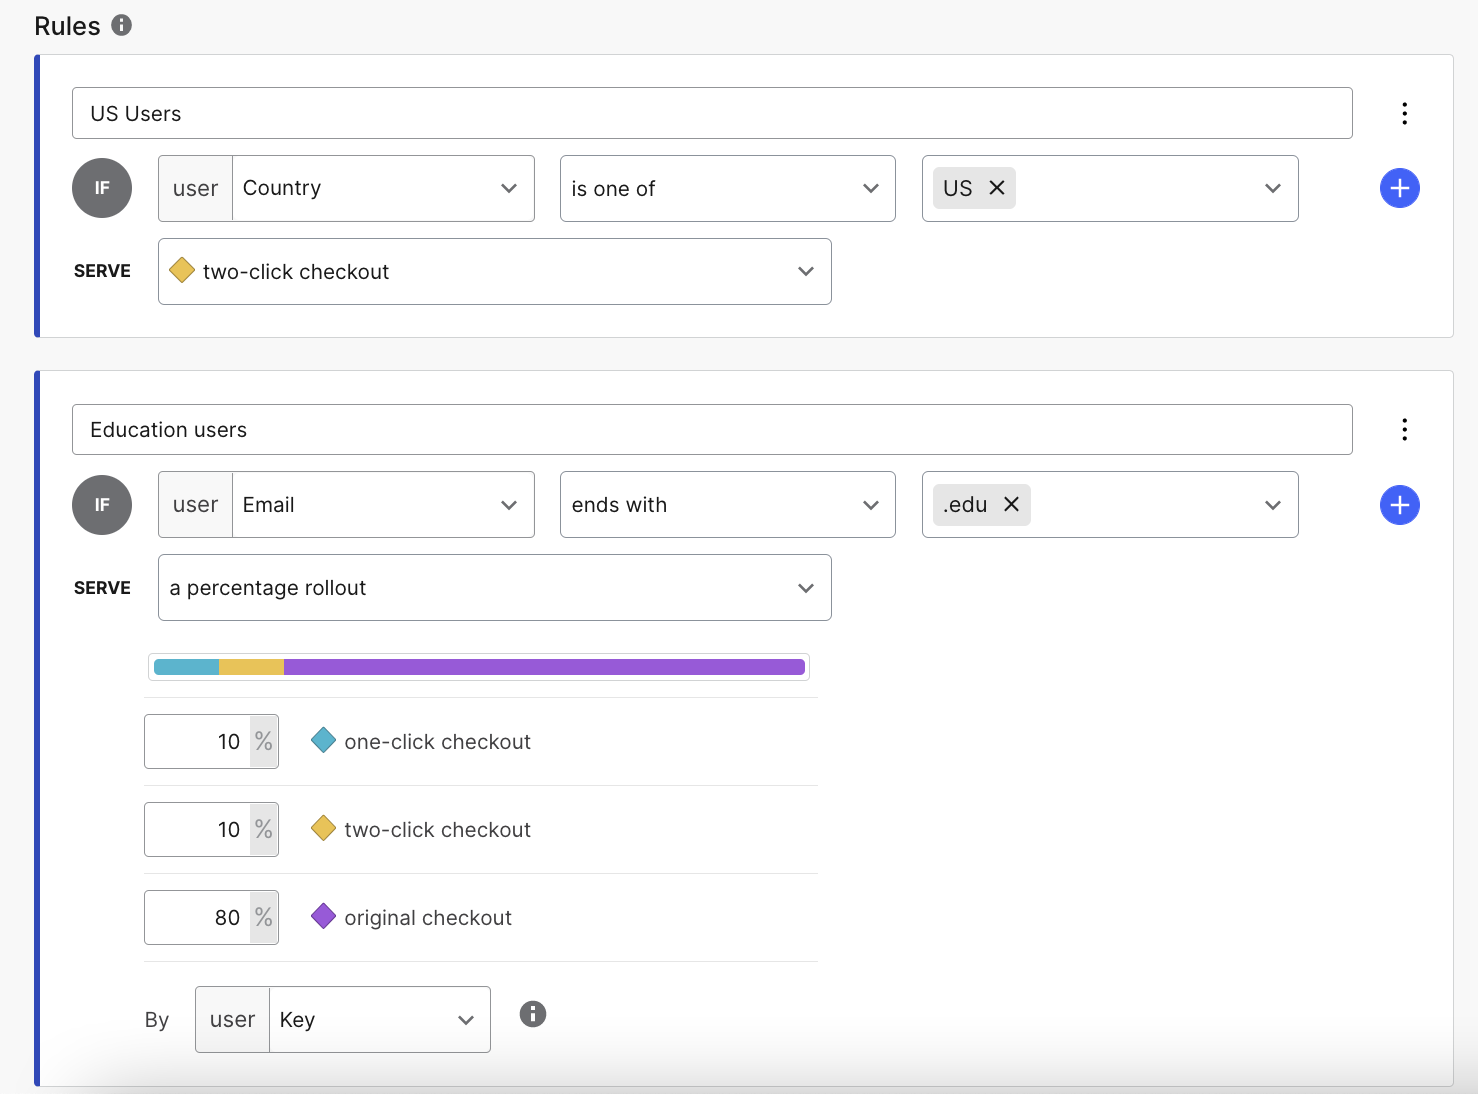 Rules
US Users
IF user Country is one of US
SERVE two-click checkout
Education users
IF user Email ends with .edu
SERVE a percentage rollout
10 % one-click checkout
10 % two-click checkout
80 % original checkout
By user Key